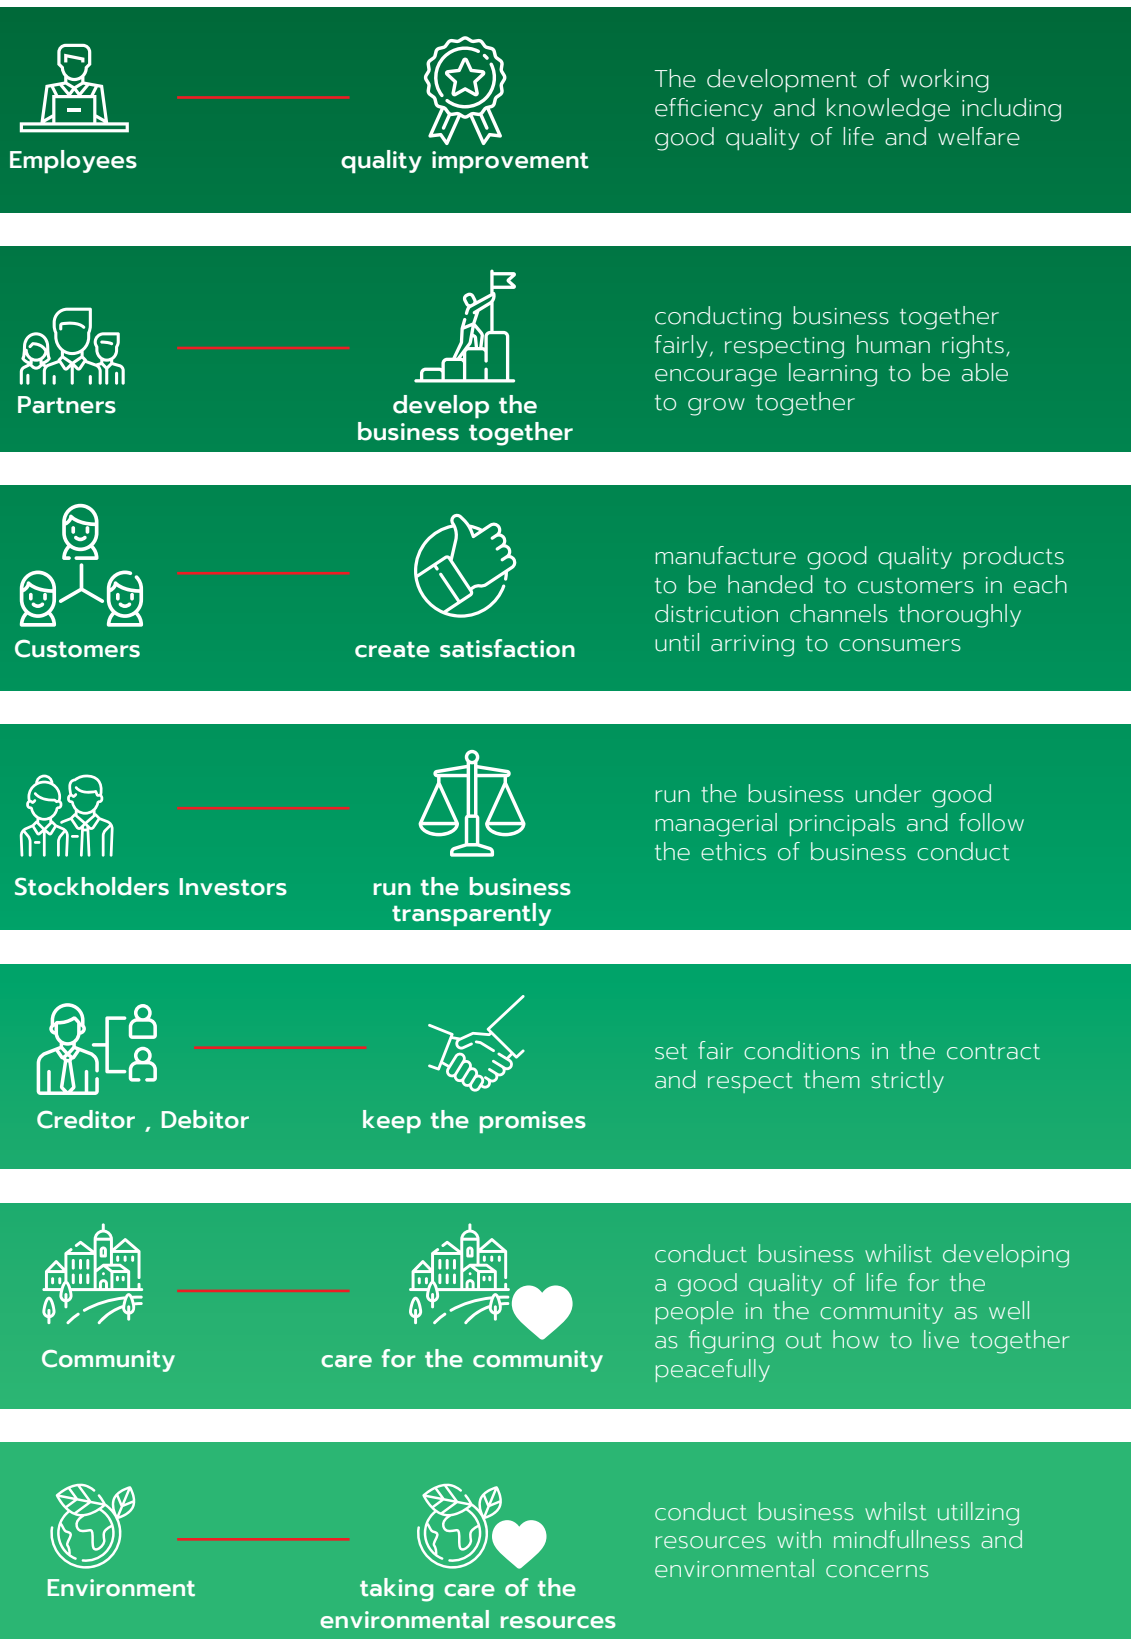 Employees
quality improvement
The development of working
efficiency and knowledge including
good quality of life and welfare
Partners
develop the
business together
conducting business together
fairly, respecting human rights,
encourage learning to be able
to grow together
Customers
create satisfaction
manufacture good quality products
to be handed to customers in each
districution channels thoroughly
until arriving to consumers
Stockholders Investors
run the business
transparently
run the business under good
managerial principals and follow
the ethics of business conduct
Creditor , Debitor
keep the promises
set fair conditions in the contract
and respect them strictly
Community
care for the community
conduct business whilist developing
a good quality of life for the
people in the community as well
as figuring out how to live together
peacefully
Environment
taking care of the
environmental resources
conduct business whilst utillzing
resources with mindfullness and
environmental concerns